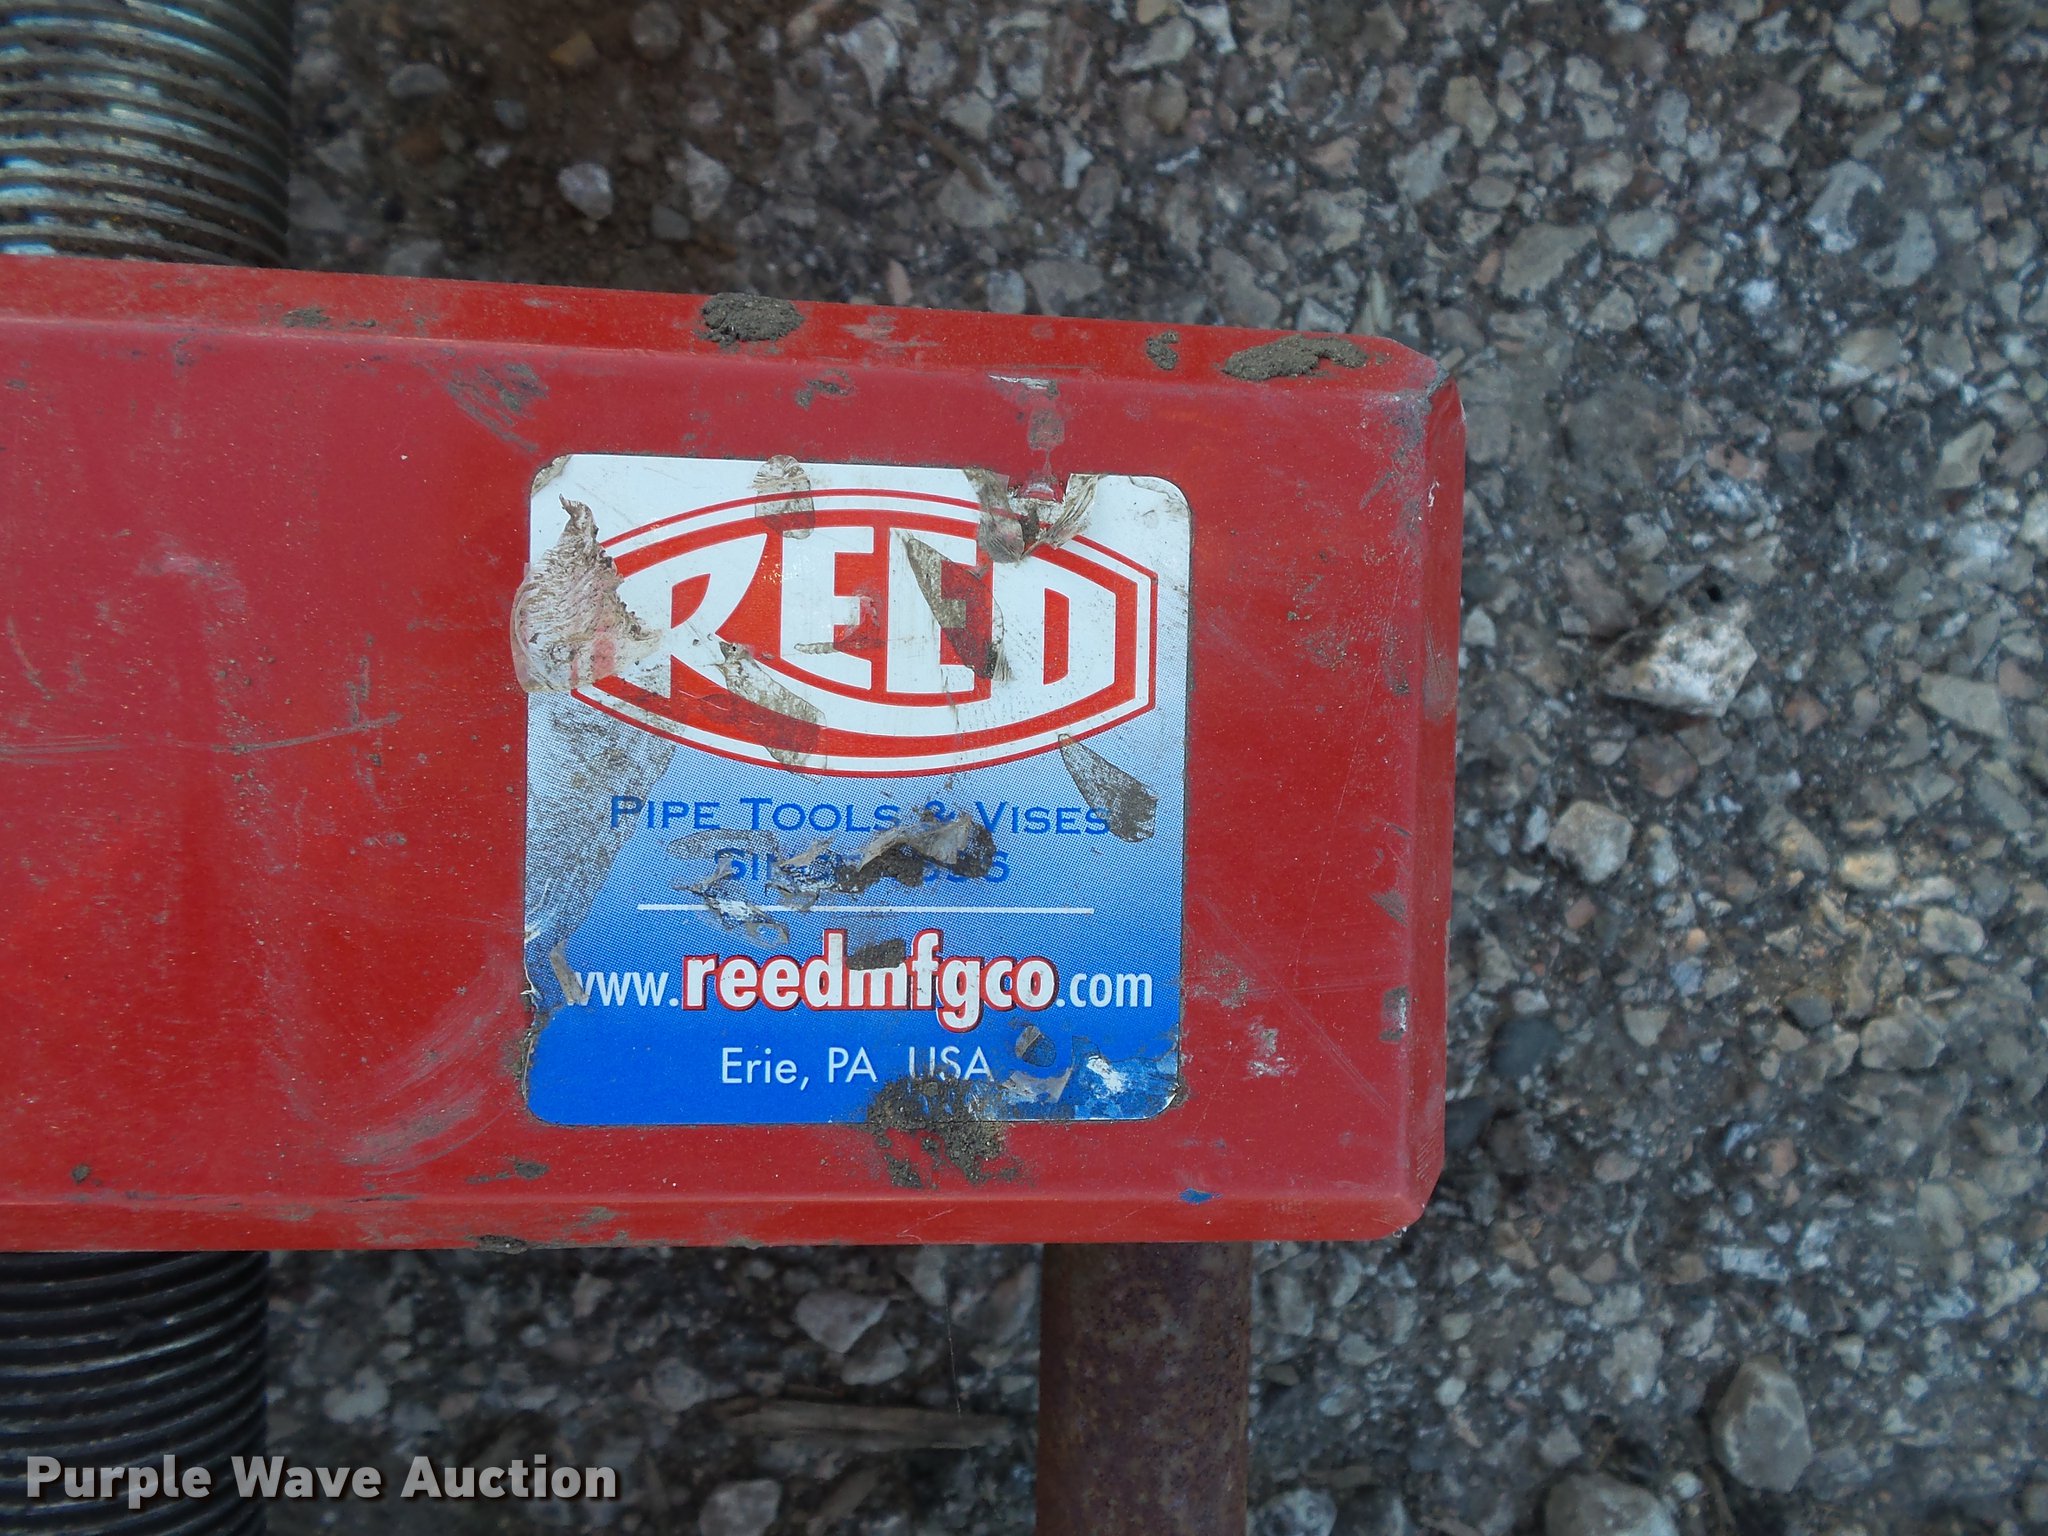 REED
PIPE TOOLS & VISES
www.reedmfgco.com
Erie, PA USA
Purple Wave Auction